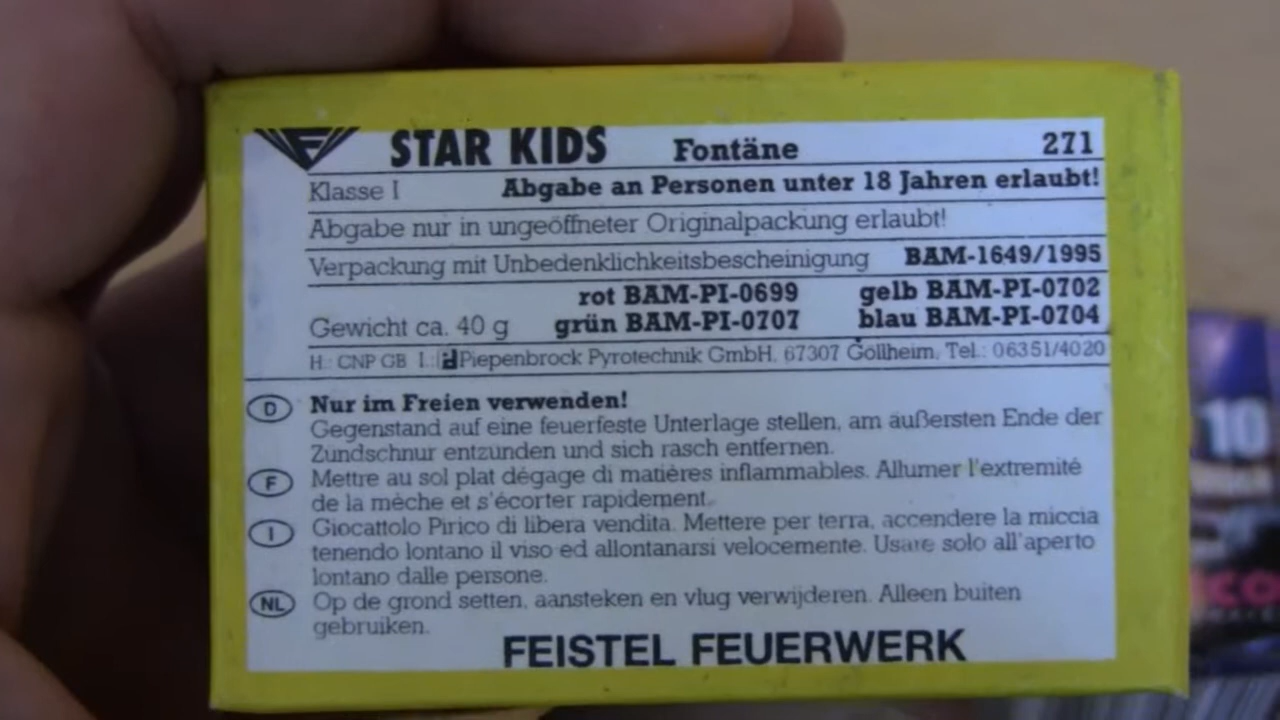 F STAR KIDS Fontäne 271
Klasse I Abgabe an Personen unter 18 Jahren erlaubt!
Abgabe nur in ungeöffneter Originalpackung erlaubt!
Verpackung mit Unbedenklichkeitsbescheinigung BAM-1649/1995
rot BAM-PI-0699 gelb BAM-PI-0702
Gewicht ca. 40 g grün BAM-PI-0707 blau BAM-PI-0704
H.: CNP GB I.: Piepenbrock Pyrotechnik GmbH, 67307 Göllheim, Tel.: 06351/4020
D Nur im Freien verwenden!
Gegenstand auf eine feuerfeste Unterlage stellen, am äußersten Ende der
Zündschnur entzünden und sich rasch entfernen.
F Mettre au sol plat dégage di matières inflammables. Allumer l'extremité
de la mèche et s'écorter rapidement.
I Giocattolo Pirico di libera vendita. Mettere per terra, accendere la miccia
tenendo lontano il viso ed allontanarsi velocemente. Usare solo all'aperto
lontano dalle persone.
NL Op de grond setten, aansteken en vlug verwijderen. Alleen buiten
gebruiken.
FEISTEL FEUERWERK
10